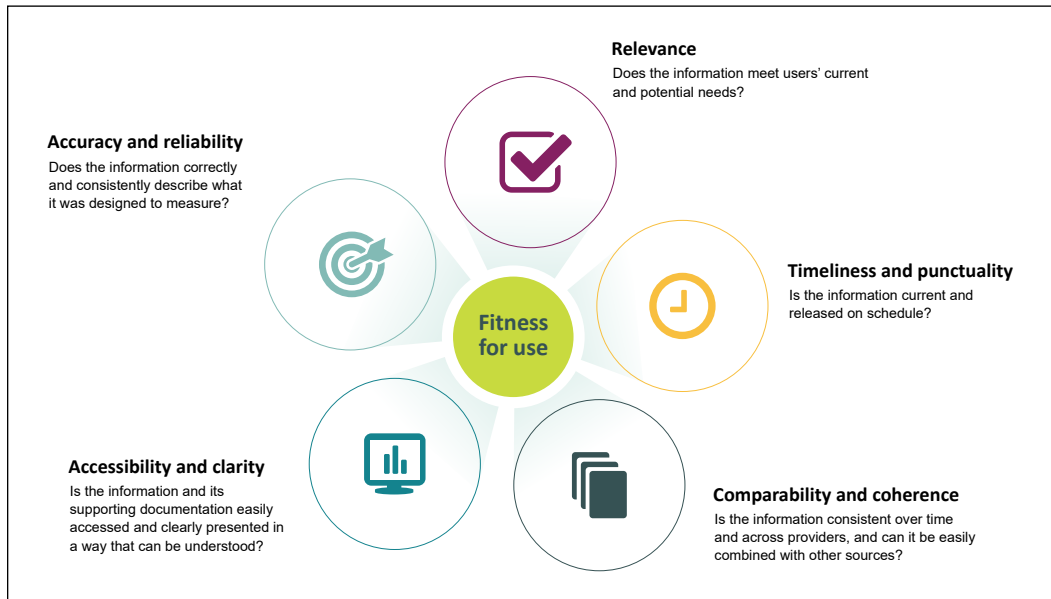 Relevance
Does the information meet users’ current
and potential needs?
Accuracy and reliability
Does the information correctly
and consistently describe what
it was designed to measure?
Timeliness and punctuality
Is the information current and
released on schedule?
Fitness
for use
Accessibility and clarity
Is the information and its
supporting documentation easily
accessed and clearly presented in
a way that can be understood?
Comparability and coherence
Is the information consistent over time
and across providers, and can it be easily
combined with other sources?